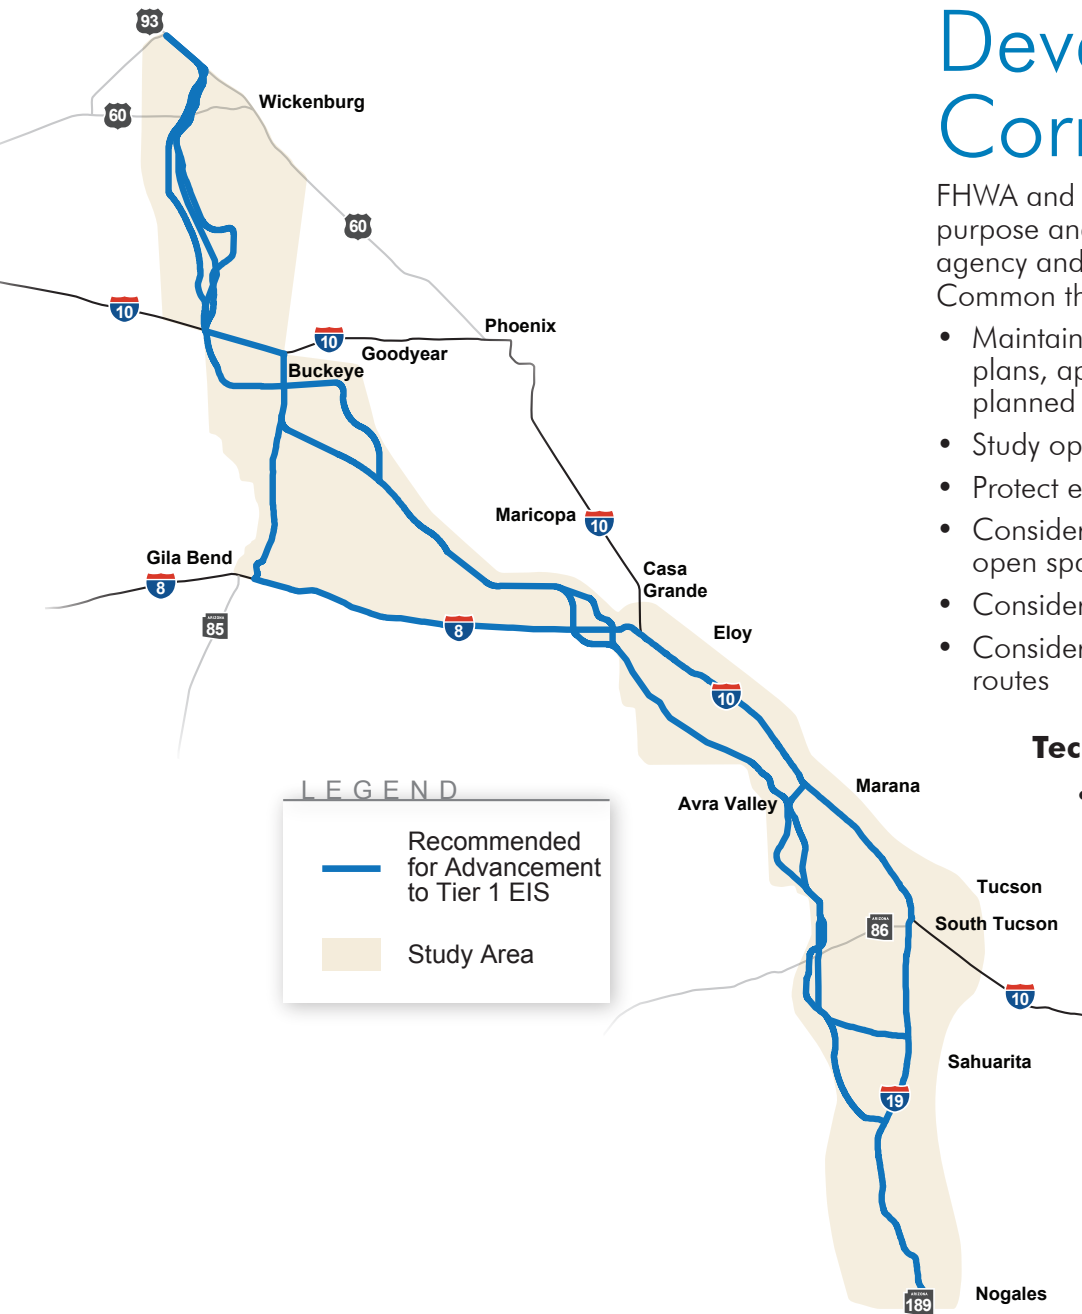 93
Wickenburg
60
60
10
10
Phoenix
Goodyear
Buckeye
Maricopa
10
Gila Bend
8
Casa
Grande
85
ARIZONA
8
Eloy
10
Marana
Avra Valley
Tucson
ARIZONA
86
South Tucson
10
Sahuarita
19
Nogales
ARIZONA
189
LEGEND
Recommended
for Advancement
to Tier 1 EIS
Study Area
Deve
Corr
FHWA and
purpose and
agency and
Common th
• Maintain
plans, ap
planned
• Study op
• Protect e
• Consider
open spa
• Consider
• Consider
routes
Tec
•